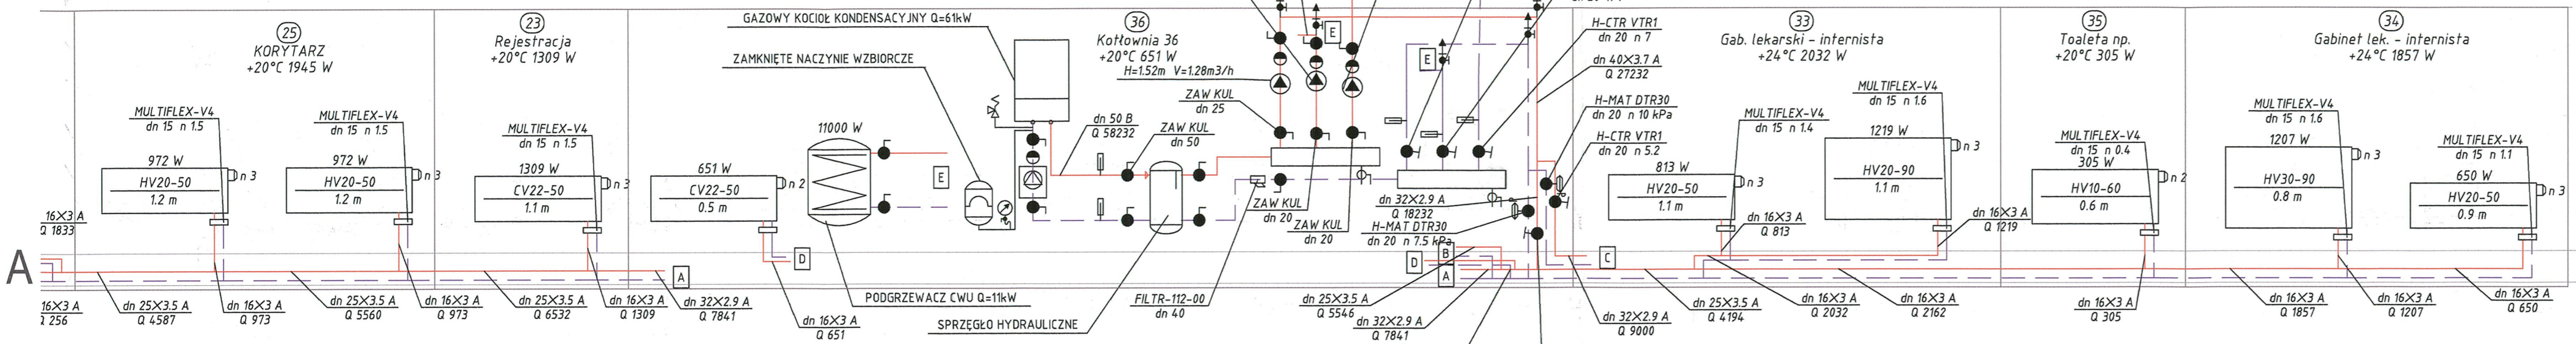 A
16X3 A
Q 1833
16X3 A
Q 256
25
KORYTARZ
+20°C 1945 W
MULTIFLEX-V4
dn 15 n 1.5
972 W
HV20-50
1.2 m
n 3
MULTIFLEX-V4
dn 15 n 1.5
972 W
HV20-50
1.2 m
n 3
dn 25X3.5 A
Q 4587
dn 16X3 A
Q 973
dn 25X3.5 A
Q 5560
dn 16X3 A
Q 973
23
Rejestracja
+20°C 1309 W
MULTIFLEX-V4
dn 15 n 1.5
1309 W
CV22-50
1.1 m
n 3
dn 25X3.5 A
Q 6532
dn 16X3 A
Q 1309
A
dn 32X2.9 A
Q 7841
651 W
CV22-50
0.5 m
n 2
D
dn 16X3 A
Q 651
GAZOWY KOCIOŁ KONDENSACYJNY Q=61kW
ZAMKNIĘTE NACZYNIE WZBIORCZE
11000 W
E
PODGRZEWACZ CWU Q=11kW
SPRZĘGŁO HYDRAULICZNE
36
Kotłownia 36
+20°C 651 W
H=1.52m V=1.28m3/h
ZAW KUL
dn 25
dn 50 B
Q 58232
ZAW KUL
dn 50
FILTR-112-00
dn 40
ZAW KUL
dn 20
ZAW KUL
dn 20
E
E
H-CTR VTR1
dn 20 n 7
dn 40X3.7 A
Q 27232
H-MAT DTR30
dn 20 n 10 kPa
H-CTR VTR1
dn 20 n 5.2
dn 32X2.9 A
Q 18232
H-MAT DTR30
dn 20 n 7.5 kPa
B
D
A
C
dn 25X3.5 A
Q 5546
dn 32X2.9 A
Q 7841
dn 32X2.9 A
Q 9000
33
Gab. lekarski - internista
+24°C 2032 W
MULTIFLEX-V4
dn 15 n 1.4
813 W
HV20-50
1.1 m
n 3
dn 16X3 A
Q 813
MULTIFLEX-V4
dn 15 n 1.6
1219 W
HV20-90
1.1 m
n 3
dn 16X3 A
Q 1219
dn 25X3.5 A
Q 4194
dn 16X3 A
Q 2032
dn 16X3 A
Q 2162
35
Toaleta np.
+20°C 305 W
MULTIFLEX-V4
dn 15 n 0.4
305 W
HV10-60
0.6 m
n 2
dn 16X3 A
Q 305
34
Gabinet lek. - internista
+24°C 1857 W
MULTIFLEX-V4
dn 15 n 1.6
1207 W
HV30-90
0.8 m
n 3
MULTIFLEX-V4
dn 15 n 1.1
650 W
HV20-50
0.9 m
n 3
dn 16X3 A
Q 1857
dn 16X3 A
Q 1207
dn 16X3 A
Q 650